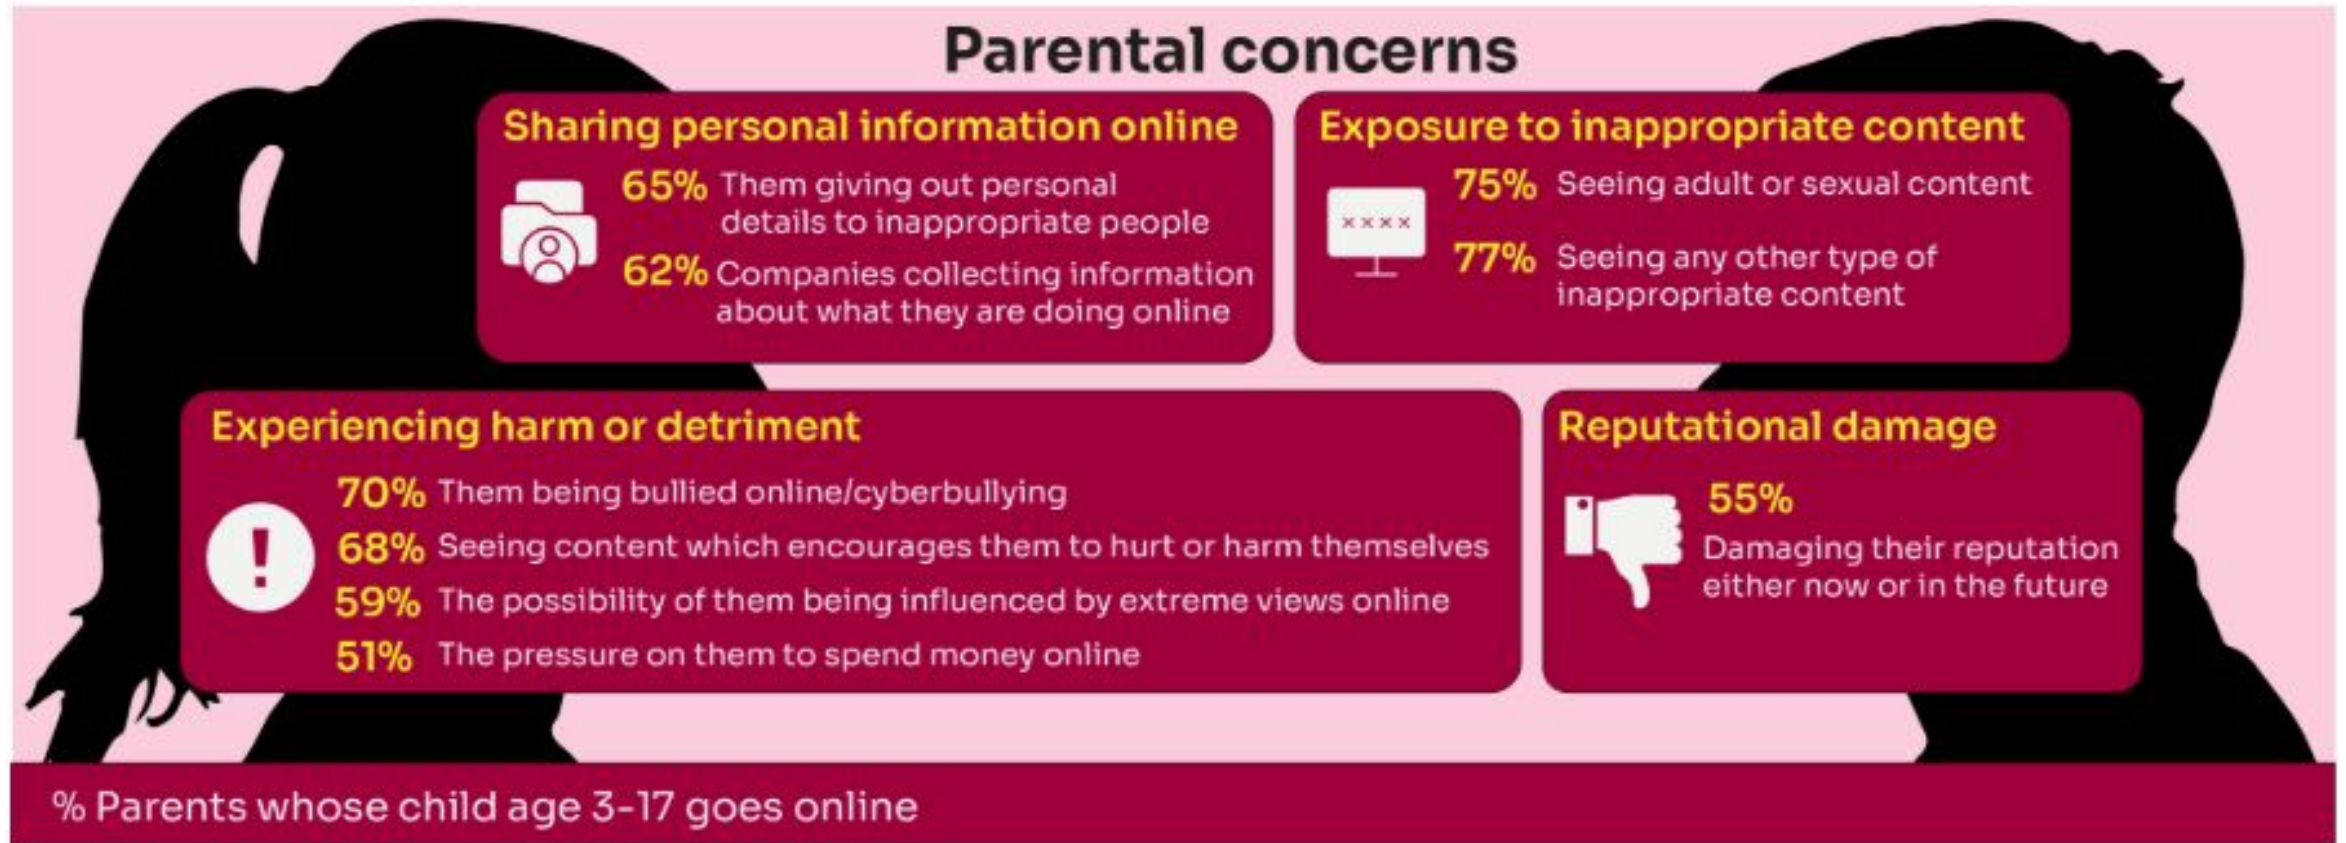 Parental concerns
Sharing personal information online
65% Them giving out personal
details to inappropriate people
62% Companies collecting information
about what they are doing online
Exposure to inappropriate content
xxxx
75% Seeing adult or sexual content
77% Seeing any other type of
inappropriate content
Experiencing harm or detriment
!
70% Them being bullied online/cyberbullying
68% Seeing content which encourages them to hurt or harm themselves
59% The possibility of them being influenced by extreme views online
51% The pressure on them to spend money online
Reputational damage
55%
Damaging their reputation
either now or in the future
% Parents whose child age 3-17 goes online